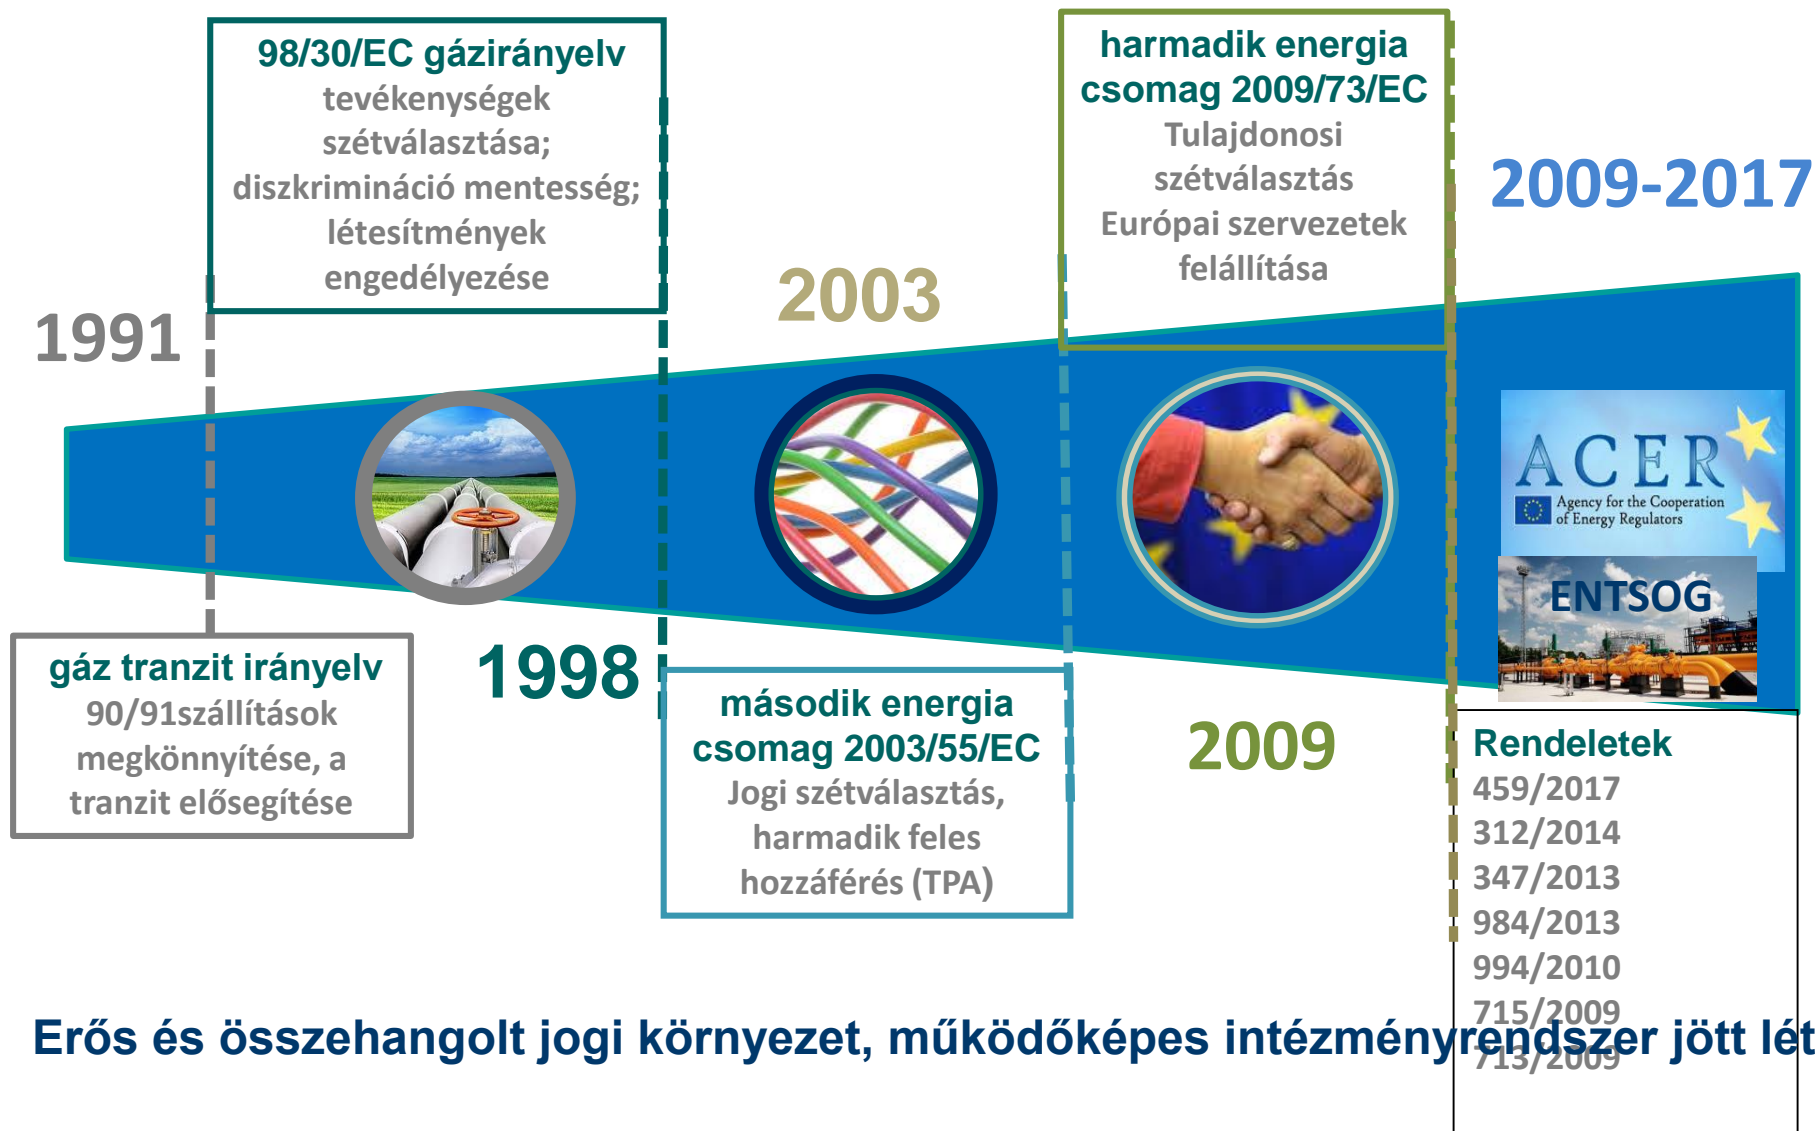 98/30/EC gázirányelv
tevékenységek
szétválasztása;
diszkrimináció mentesség;
létesítmények
engedélyezése
harmadik energia
csomag 2009/73/EC
Tulajdonosi
szétválasztás
Európai szervezetek
felállítása
2009-2017
1991
2003
ACER
Agency for the Cooperation
of Energy Regulators
ENTSOG
gáz tranzit irányelv
90/91szállítások
megkönnyítése, a
tranzit elősegítése
1998
második energia
csomag 2003/55/EC
Jogi szétválasztás,
harmadik feles
hozzáférés (TPA)
2009
Rendeletek
459/2017
312/2014
347/2013
984/2013
994/2010
715/2009
713/2009
Erős és összehangolt jogi környezet, működőképes intézményrendszer jött lét